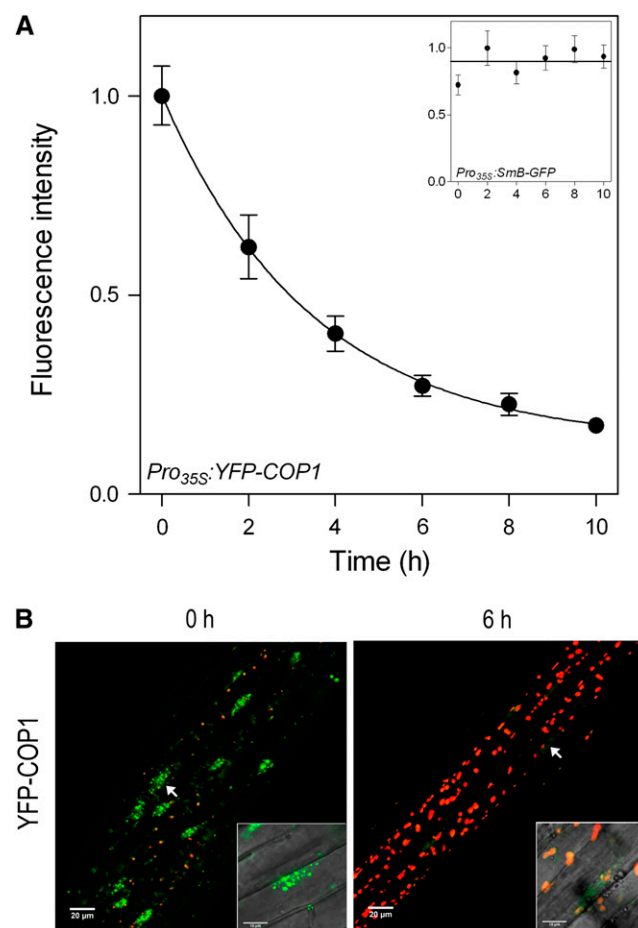 A
Fluorescence intensity
1.0
0.5
0.0
0 2 4 6 8 10
Time (h)
Pro35S:YFP-COP1
1.0
0.5
0.0
0 2 4 6 8 10
Pro35S:SmB-GFP
B
0 h
6 h
YFP-COP1
20 µm
20 µm